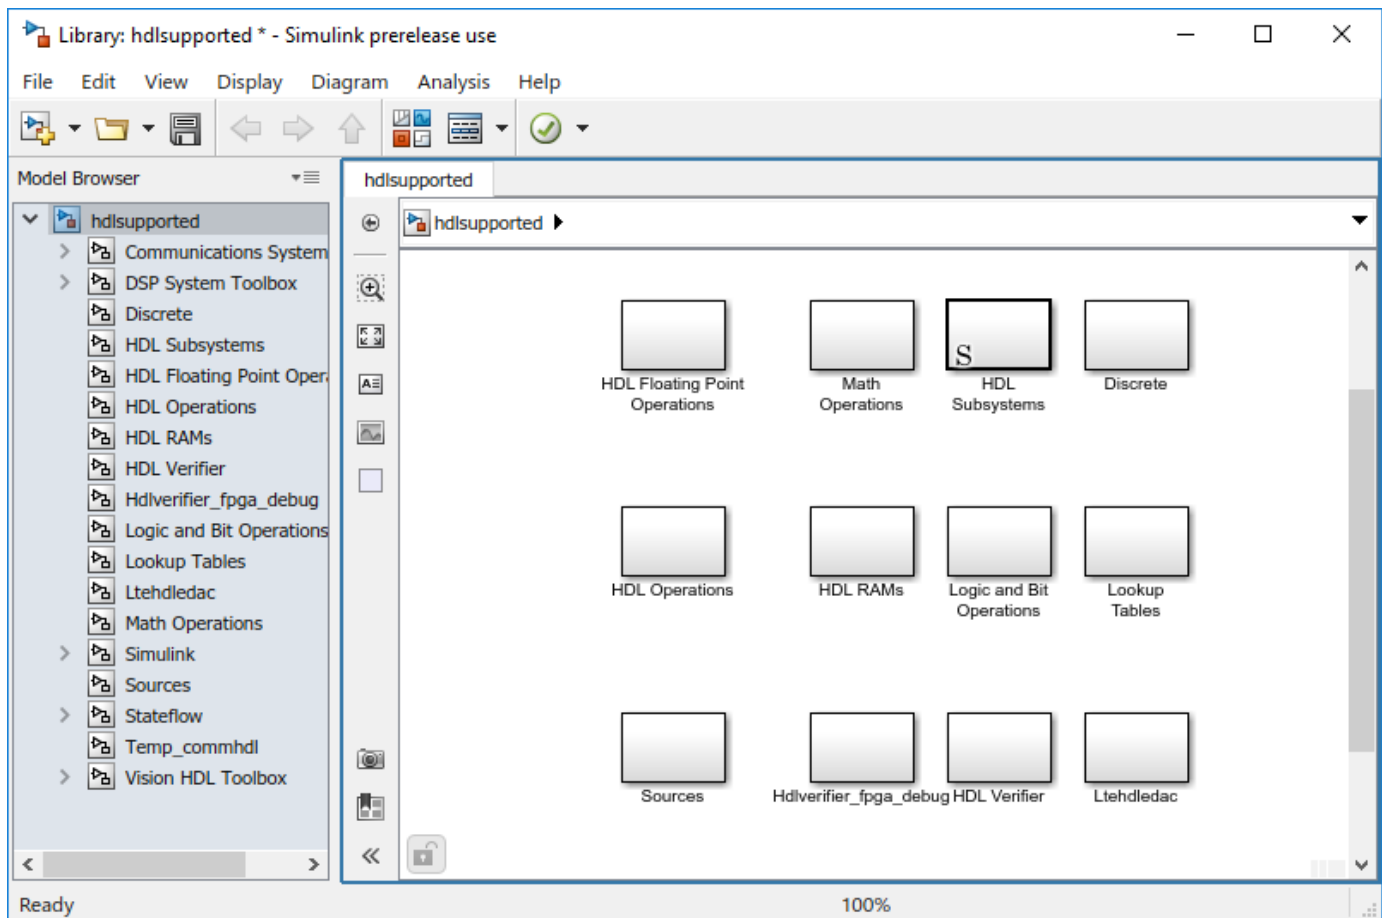 Library: hdlsupported * - Simulink prerelease use
File Edit View Display Diagram Analysis Help
Model Browser
hdlsupported
Communications System
DSP System Toolbox
Discrete
HDL Subsystems
HDL Floating Point Oper
HDL Operations
HDL RAMs
HDL Verifier
Hdlverifier_fpga_debug
Logic and Bit Operations
Lookup Tables
Ltehdledac
Math Operations
Simulink
Sources
Stateflow
Temp_commhdl
Vision HDL Toolbox
hdlsupported
hdlsupported
S
HDL Floating Point
Operations
Math
Operations
HDL
Subsystems
Discrete
HDL Operations
HDL RAMs
Logic and Bit
Operations
Lookup
Tables
Sources
Hdlverifier_fpga_debug
HDL Verifier
Ltehdledac
Ready
100%